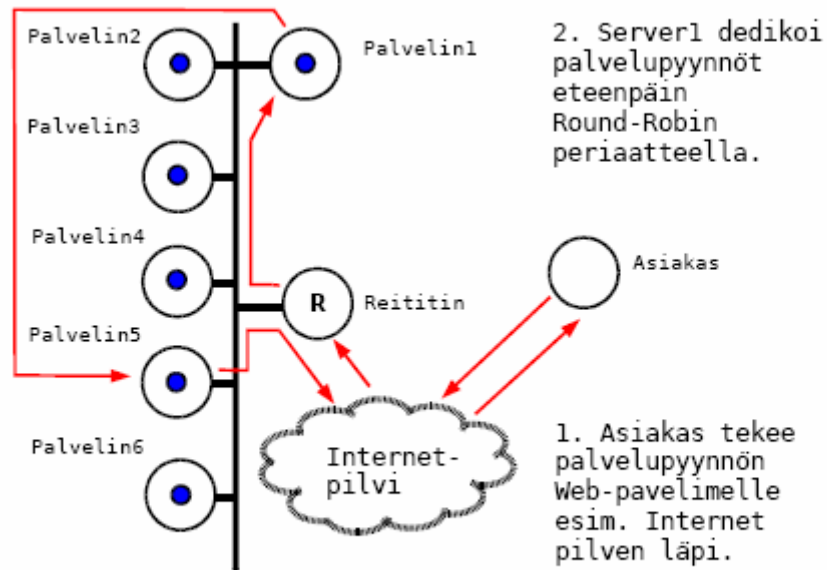 Palvelin2
Palvelin1
2. Server1 dedikoi
palvelupyynnöt
eteenpäin
Round-Robin
periaatteella.
Palvelin3
Palvelin4
Asiakas
R
Reititin
Palvelin5
Palvelin6
Internet-
pilvi
1. Asiakas tekee
palvelupyynnön
Web-pavelimelle
esim. Internet
pilven läpi.